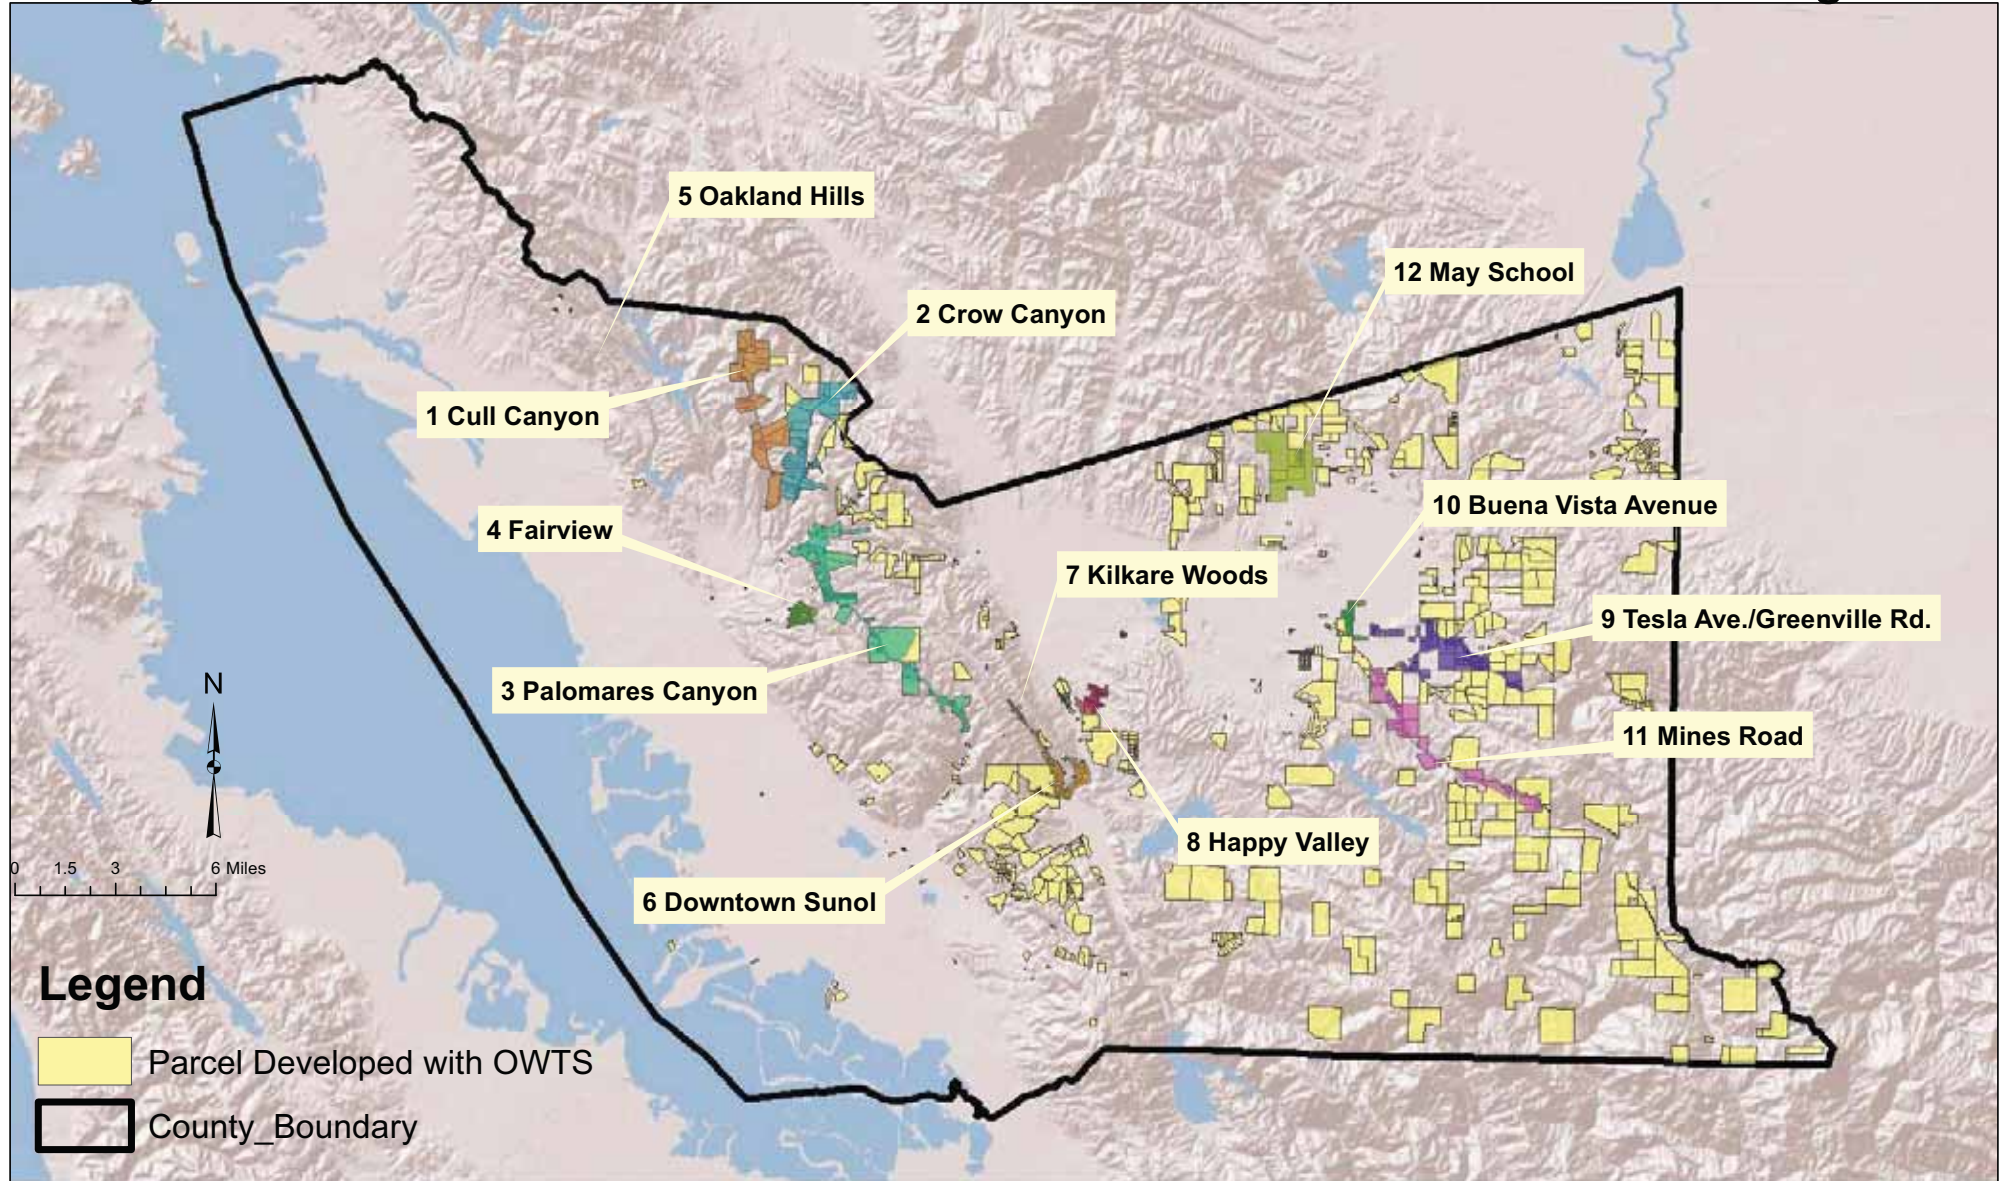 5 Oakland Hills
12 May School
2 Crow Canyon
1 Cull Canyon
10 Buena Vista Avenue
4 Fairview
7 Kilkare Woods
9 Tesla Ave./Greenville Rd.
3 Palomares Canyon
N
11 Mines Road
8 Happy Valley
0 1.5 3 6 Miles
6 Downtown Sunol
Legend
Parcel Developed with OWTS
County_Boundary